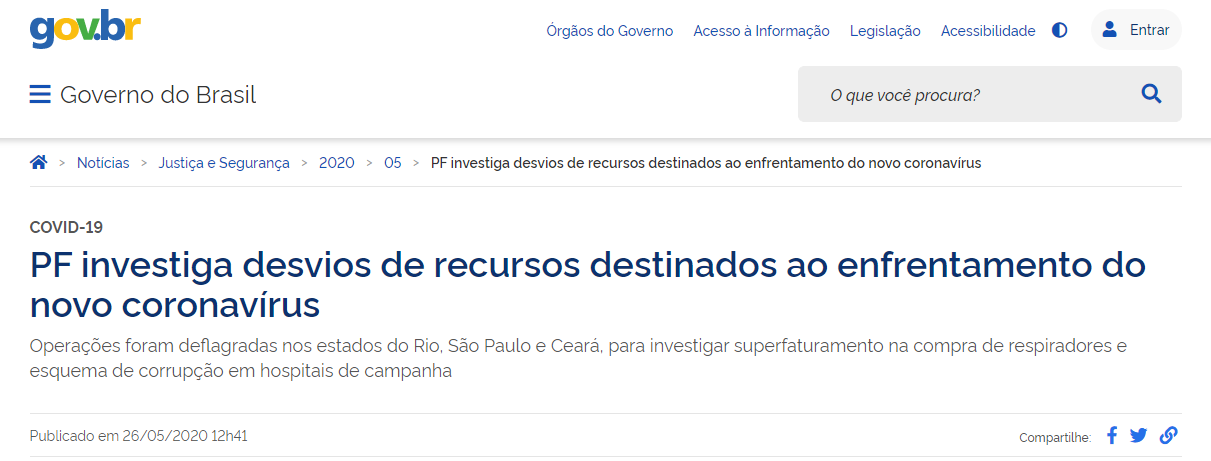 gov.br
Órgãos do Governo Acesso à Informação Legislação Acessibilidade Entrar
Governo do Brasil
O que você procura?
> Notícias > Justiça e Segurança > 2020 > 05 > PF investiga desvios de recursos destinados ao enfrentamento do novo coronavírus
COVID-19
PF investiga desvios de recursos destinados ao enfrentamento do
novo coronavírus
Operações foram deflagradas nos estados do Rio, São Paulo e Ceará, para investigar superfaturamento na compra de respiradores e
esquema de corrupção em hospitais de campanha
Publicado em 26/05/2020 12h41
Compartilhe: